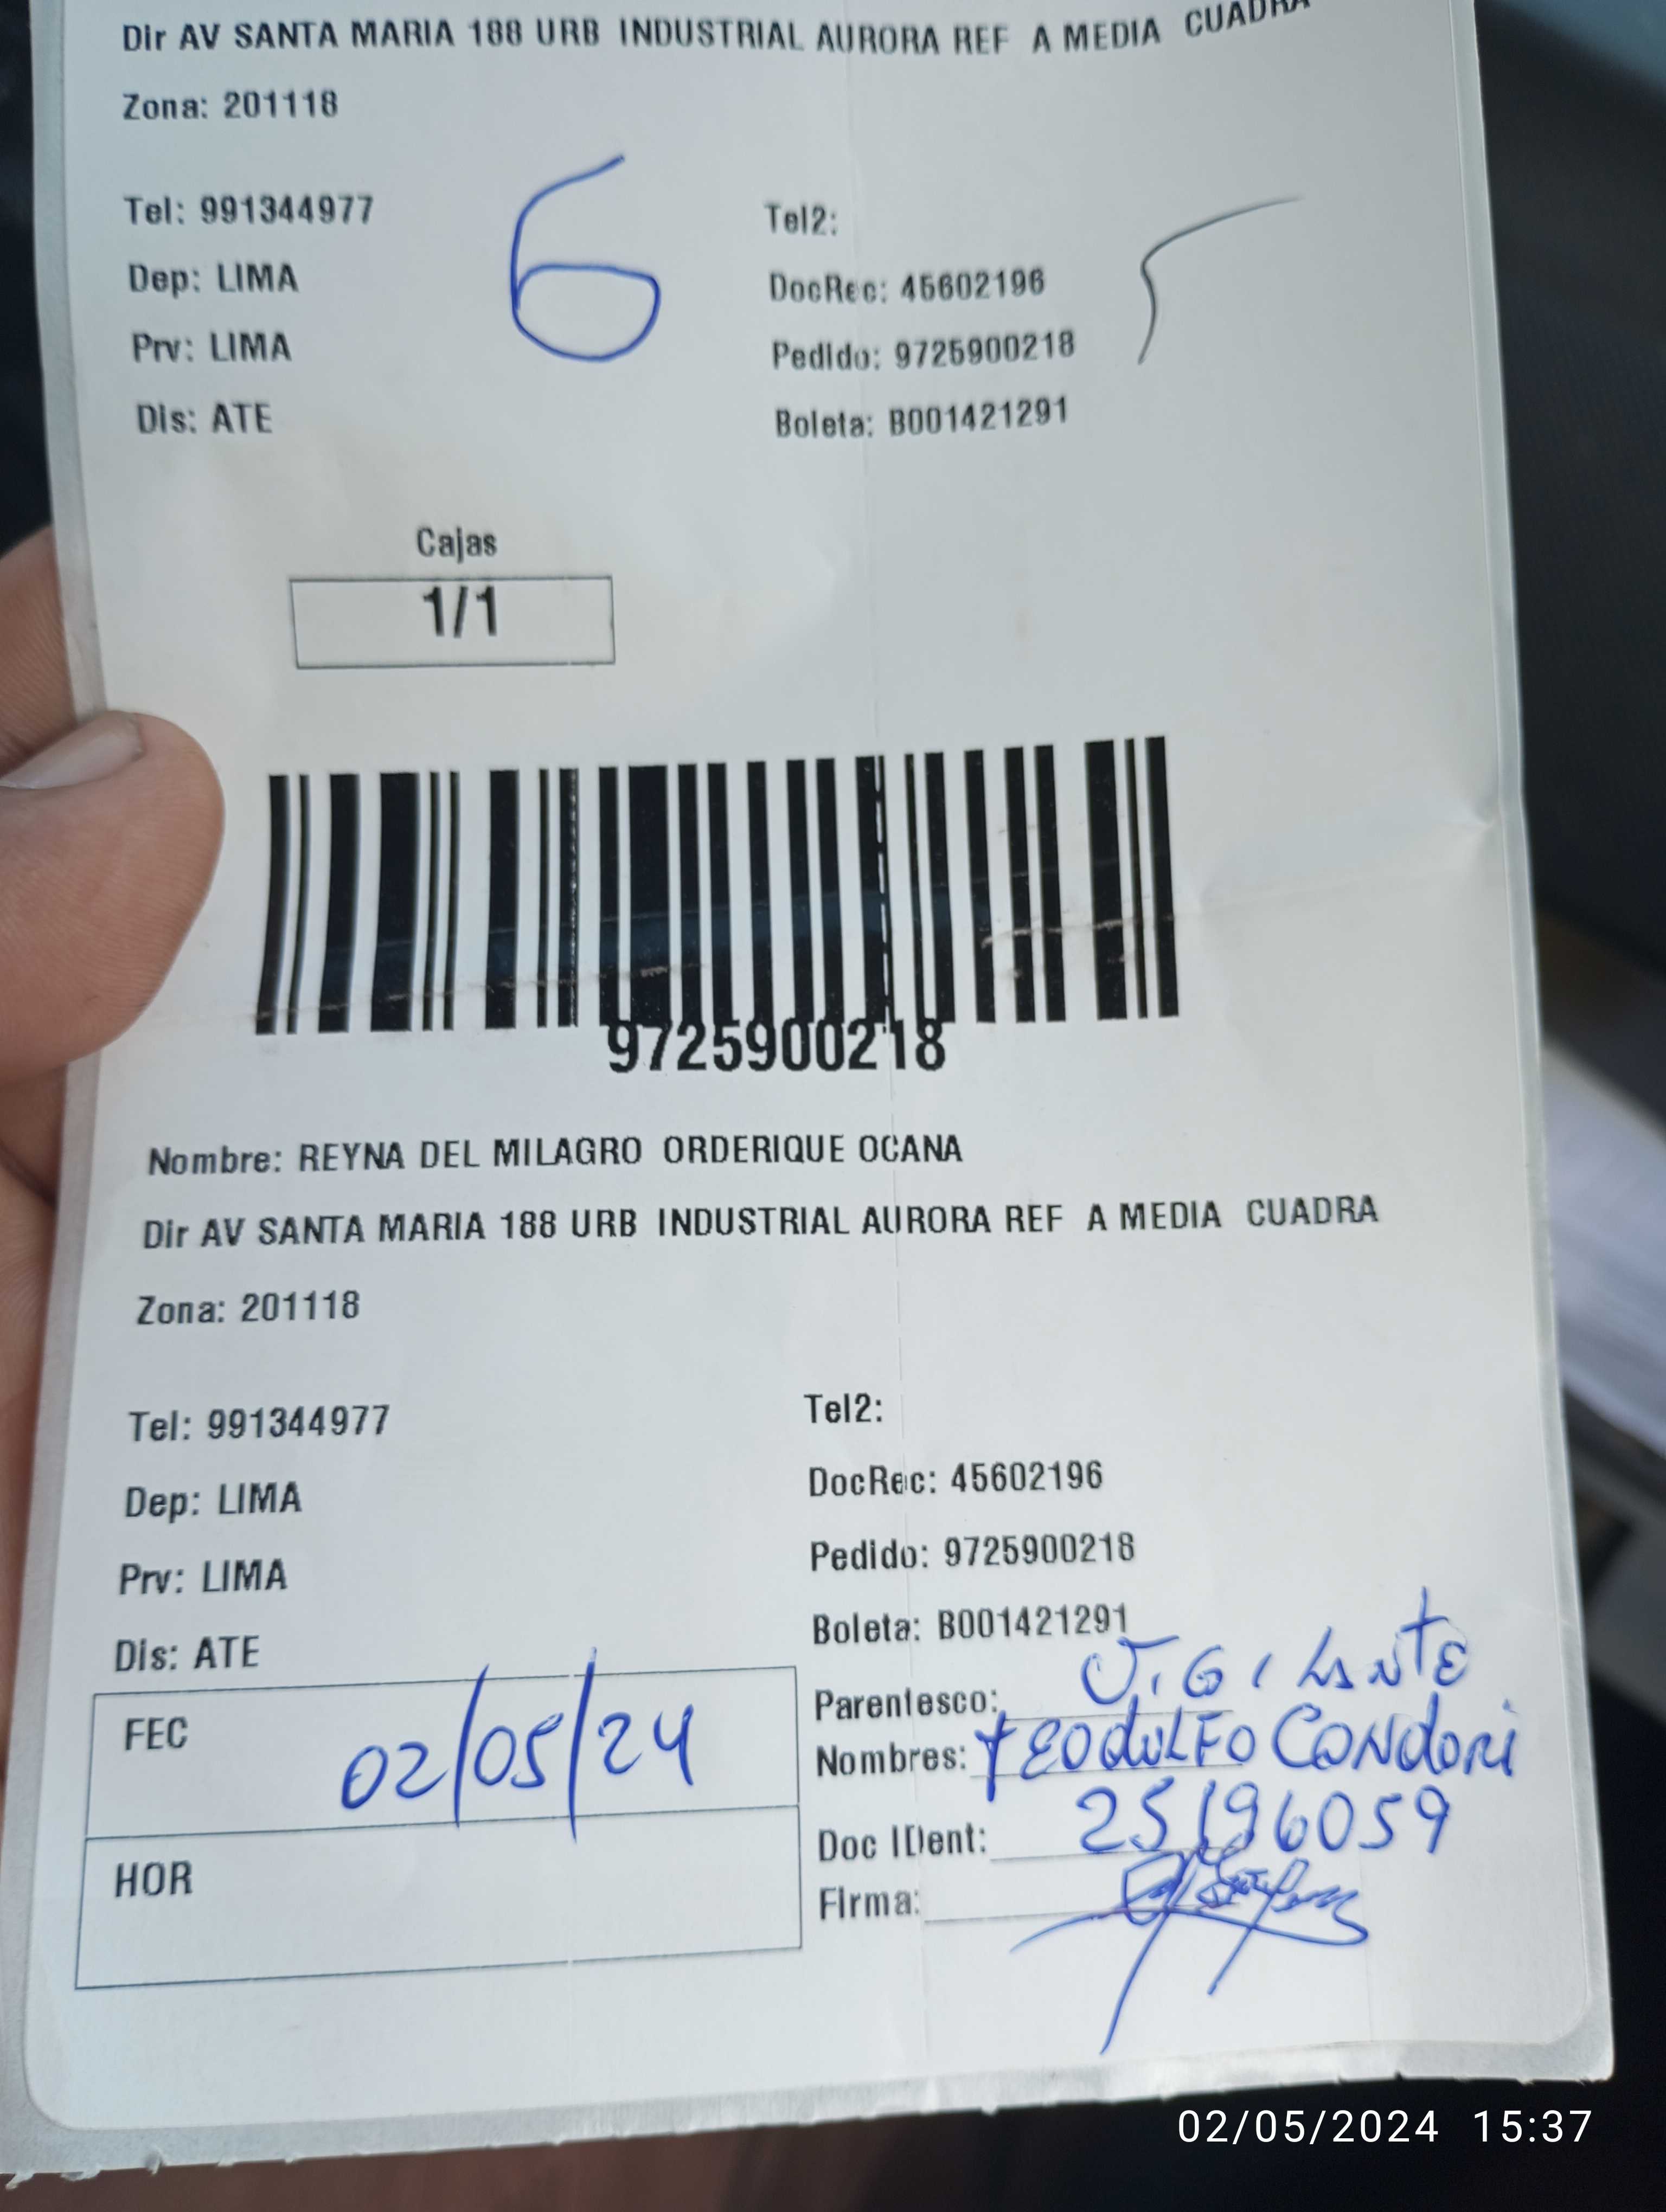 Dir AV SANTA MARIA 188 URB INDUSTRIAL AURORA REF A MEDIA CUADRA
Zona: 201118
Tel: 991344977
Tel2:
Dep: LIMA
DocRec: 45602196
Prv: LIMA
Pedido: 9725900218
Dis: ATE
Boleta: B001421291
6
Cajas
1/1
9725900218
Nombre: REYNA DEL MILAGRO ORDERIQUE OCANA
Dir AV SANTA MARIA 188 URB INDUSTRIAL AURORA REF A MEDIA CUADRA
Zona: 201118
Tel: 991344977
Tel2:
Dep: LIMA
DocRec: 45602196
Prv: LIMA
Pedido: 9725900218
Dis: ATE
Boleta: B001421291
FEC 02/05/24
HOR
Parentesco: ViGiLANTE
Nombres: TEOdULFO CONdORi
Doc IDent: 25196059
Firma:
02/05/2024 15:37